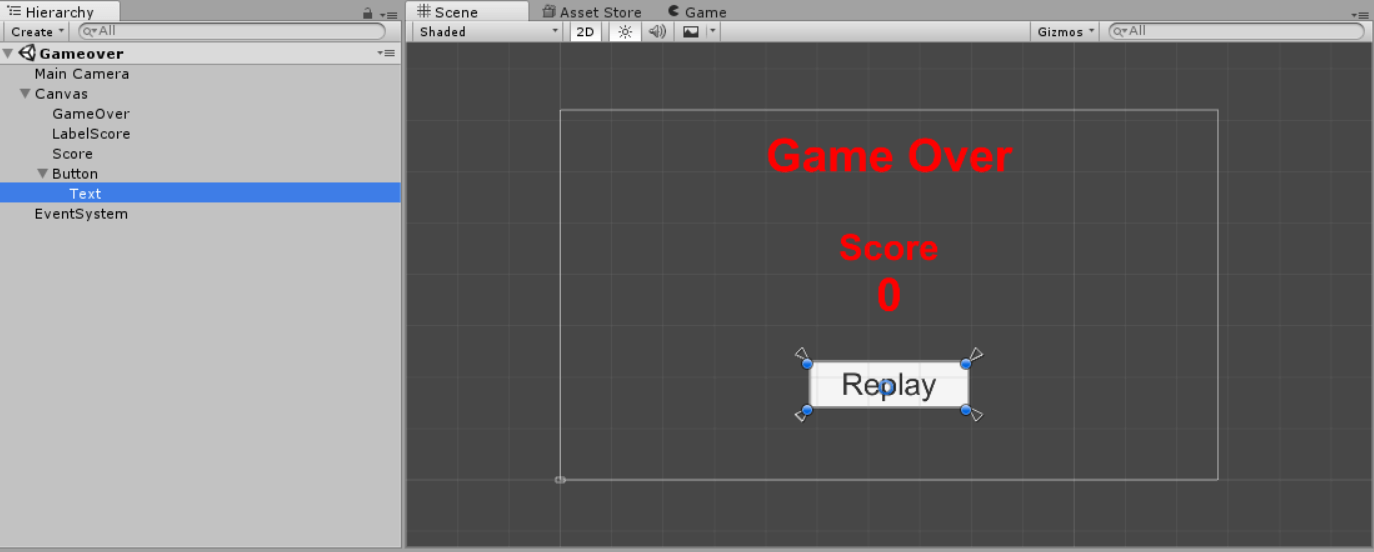 Hierarchy
Create All
Gameover
Main Camera
Canvas
GameOver
LabelScore
Score
Button
Text
EventSystem
Scene Asset Store Game
Shaded 2D Gizmos All
Game Over
Score
0
Replay